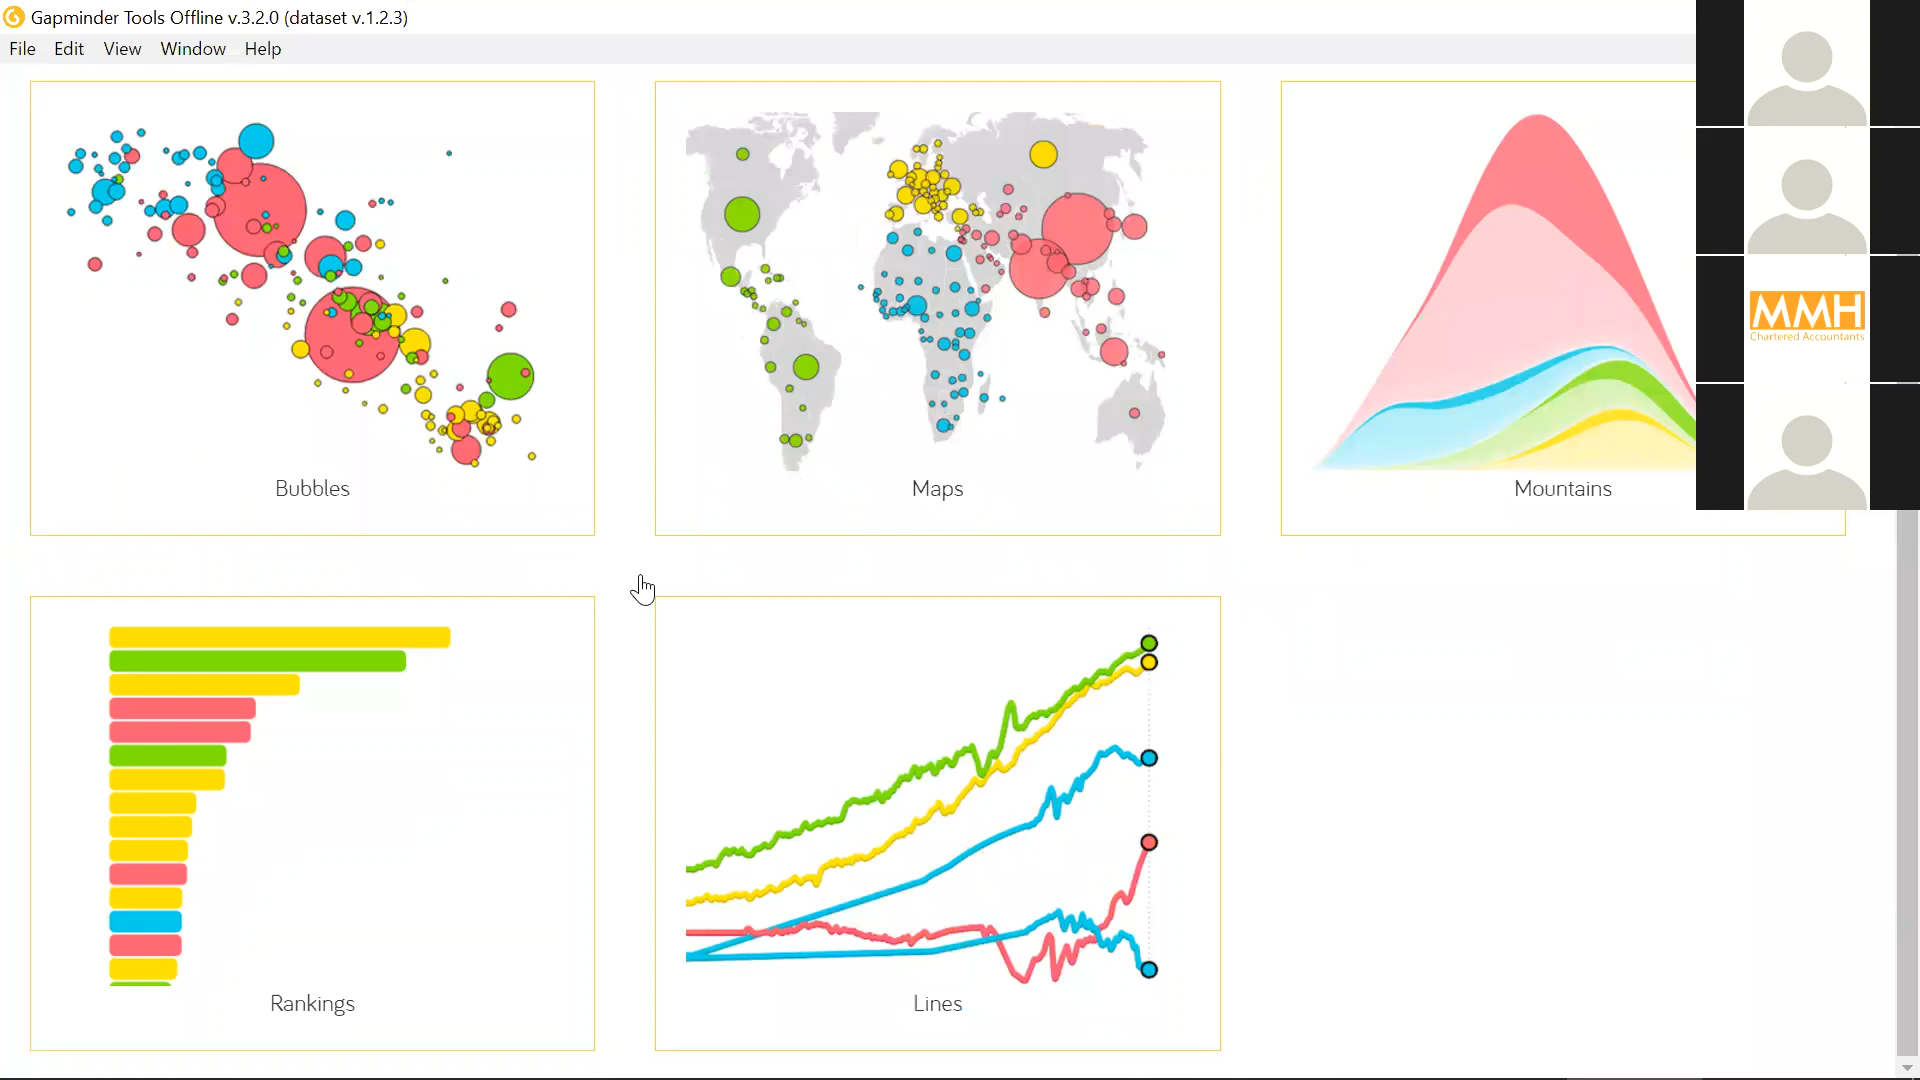 Gapminder Tools Offline v.3.2.0 (dataset v.1.2.3)
File Edit View Window Help
Bubbles
Maps
Mountains
MMH
Chartered Accountants
Rankings
Lines